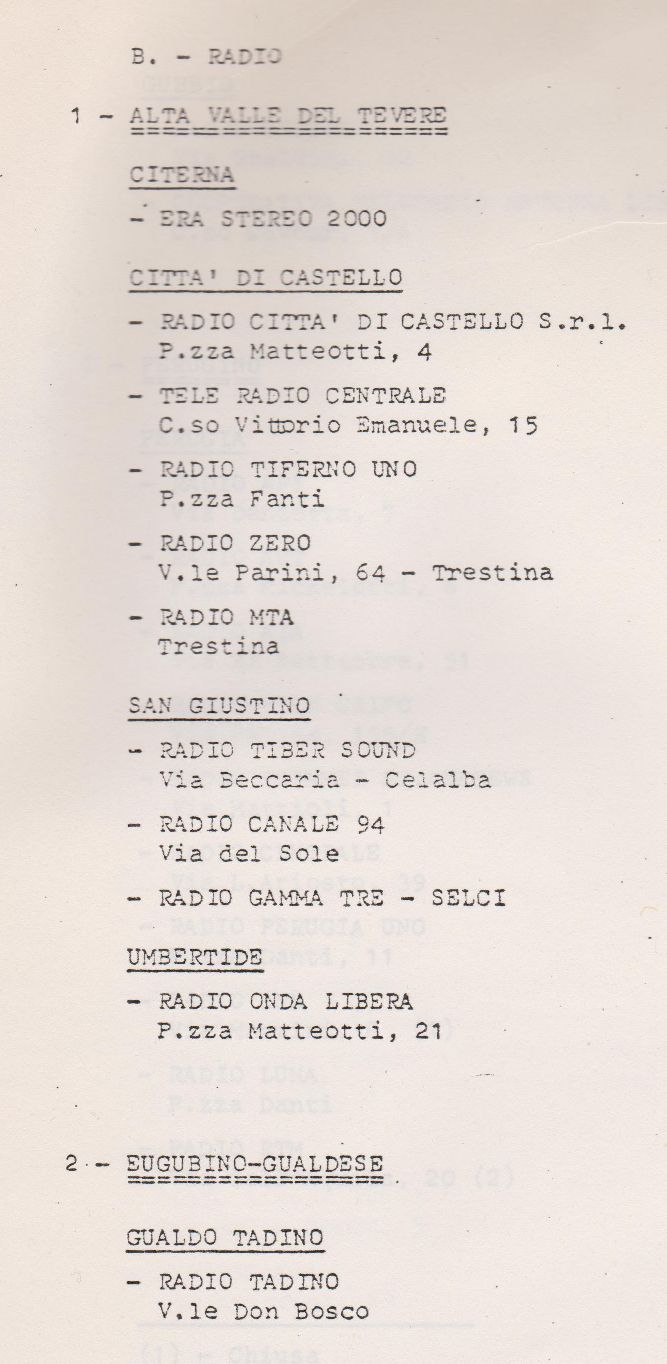 B. - RADIO
1 - ALTA VALLE DEL TEVERE
CITERNA
- ERA STEREO 2000
CITTA' DI CASTELLO
- RADIO CITTA' DI CASTELLO S.r.l.
P.zza Matteotti, 4
- TELE RADIO CENTRALE
C.so Vittorio Emanuele, 15
- RADIO TIFERNO UNO
P.zza Fanti
- RADIO ZERO
V.le Parini, 64 - Trestina
- RADIO MTA
Trestina
SAN GIUSTINO
- RADIO TIBER SOUND
Via Beccaria - Celalba
- RADIO CANALE 94
Via del Sole
- RADIO GAMMA TRE - SELCI
UMBERTIDE
- RADIO ONDA LIBERA
P.zza Matteotti, 21
2 - EUGUBINO-GUALDESE
GUALDO TADINO
- RADIO TADINO
V.le Don Bosco